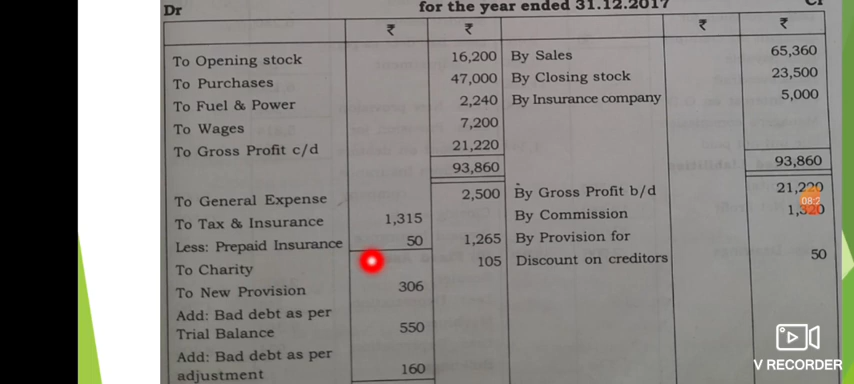 for the year ended 31.12.2017
Dr Cr
₹ ₹ ₹ ₹
To Opening stock 16,200 By Sales 65,360
To Purchases 47,000 By Closing stock 23,500
To Fuel & Power 2,240 By Insurance company 5,000
To Wages 7,200
To Gross Profit c/d 21,220
93,860 93,860
To General Expense 2,500 By Gross Profit b/d 21,220
To Tax & Insurance 1,315 By Commission 1,320
Less: Prepaid Insurance 50 1,265 By Provision for
To Charity 105 Discount on creditors 50
To New Provision 306
Add: Bad debt as per
Trial Balance 550
Add: Bad debt as per
adjustment 160
V RECORDER